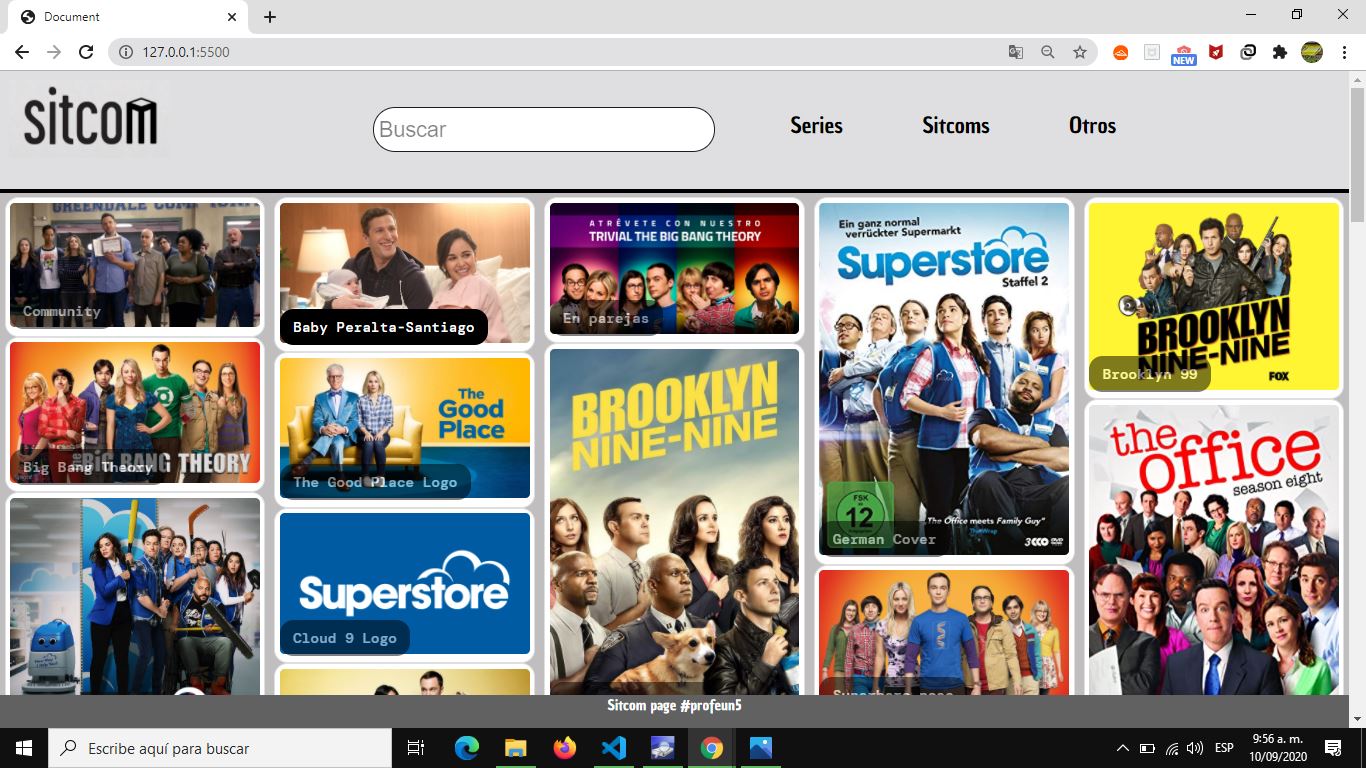 Document
127.0.0.1:5500
NEW
sitcom
Buscar
Series
Sitcoms
Otros
GREENDALE COMMUNITY
Community
Baby Peralta-Santiago
ATRÉVETE CON NUESTRO
TRIVIAL THE BIG BANG THEORY
En parejas
Ein ganz normal
verrückter Supermarkt
Superstore
Staffel 2
FSK
12
„The Office meets Family Guy"
TheWrap
3 DVD
German Cover
BROOKLYN
NINE-NINE
FOX
Brooklyn 99
THE BIG BANG THEORY
Big Bang Theory
The
Good
Place
The Good Place Logo
BROOKLYN
NINE-NINE
the office
season eight
Superstore
Cloud 9 Logo
Sitcom page #profeun5
Escribe aquí para buscar
ESP
9:56 a. m.
10/09/2020